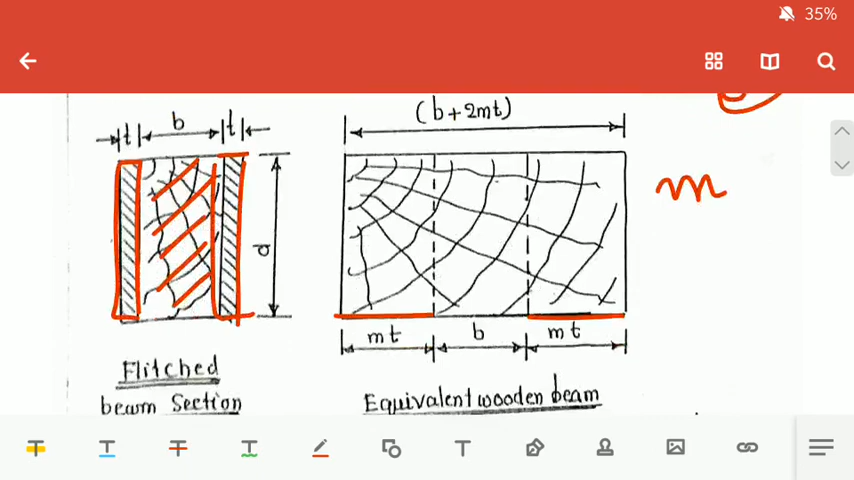 35%
(b+2mt)
t b t
m
d
mt b mt
Flitched
beam Section
Equivalent wooden beam
T T T T T